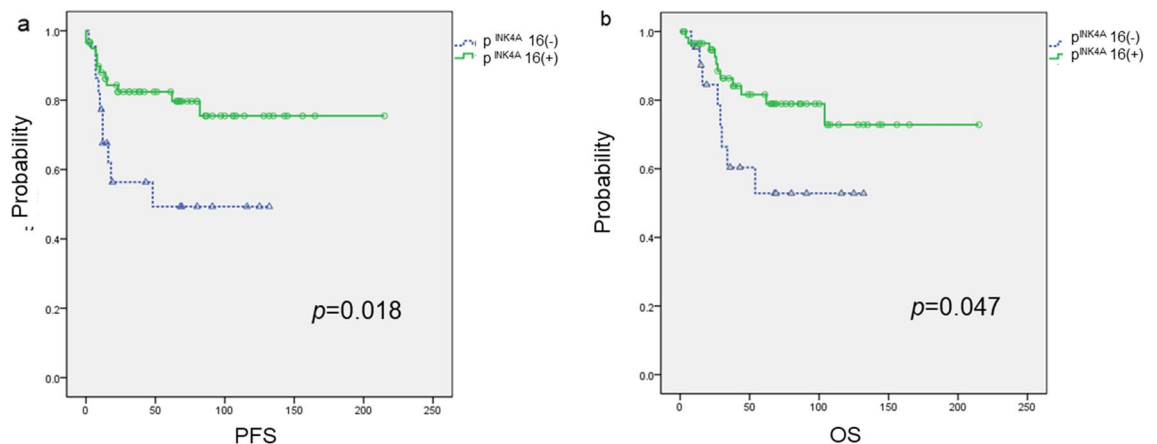 a
p INK4A 16(-)
p INK4A 16(+)
1.0
0.8
0.6
0.4
0.2
0.0
Probability
p=0.018
0 50 100 150 200 250
PFS
b
p INK4A 16(-)
p INK4A 16(+)
1.0
0.8
0.6
0.4
0.2
0.0
Probability
p=0.047
0 50 100 150 200 250
OS